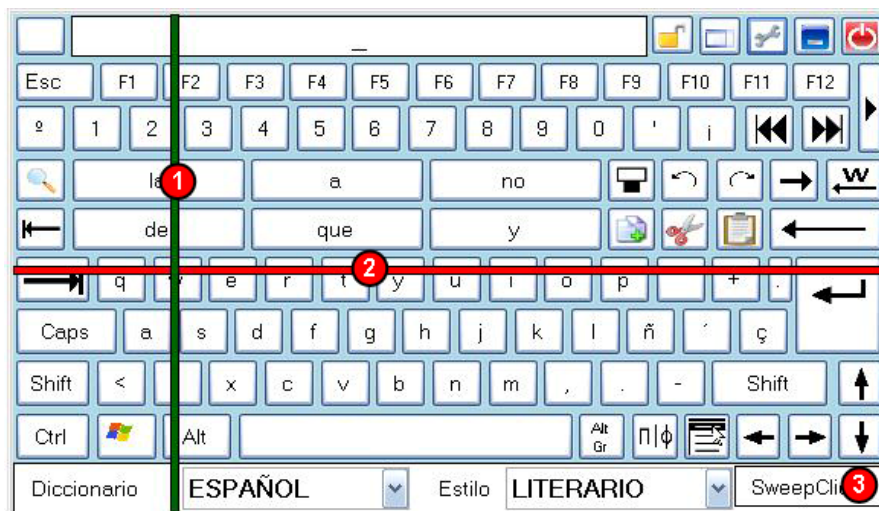 _
Esc F1 F2 F3 F4 F5 F6 F7 F8 F9 F10 F11 F12
º 1 2 3 4 5 6 7 8 9 0 ' ¡
1 a no W
de que y
2
q e r t y u i o p + .
Caps a s d f g h j k l ñ ´ ç
Shift < x c v b n m , . - Shift
Ctrl Alt Alt Gr П|ф
Diccionario ESPAÑOL Estilo LITERARIO 3